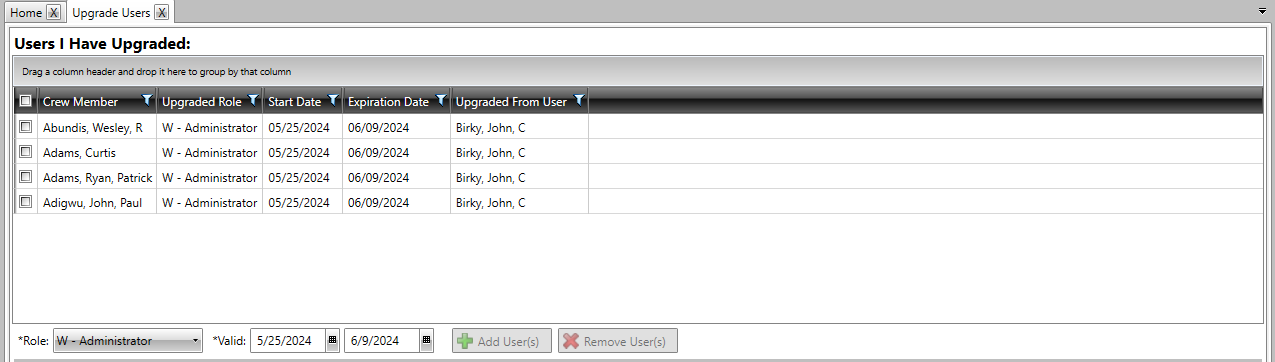 Home X Upgrade Users X
Users I Have Upgraded:
Drag a column header and drop it here to group by that column
Crew Member Upgraded Role Start Date Expiration Date Upgraded From User
Abundis, Wesley, R W - Administrator 05/25/2024 06/09/2024 Birky, John, C
Adams, Curtis W - Administrator 05/25/2024 06/09/2024 Birky, John, C
Adams, Ryan, Patrick W - Administrator 05/25/2024 06/09/2024 Birky, John, C
Adigwu, John, Paul W - Administrator 05/25/2024 06/09/2024 Birky, John, C
*Role: W - Administrator *Valid: 5/25/2024 6/9/2024 Add User(s) Remove User(s)